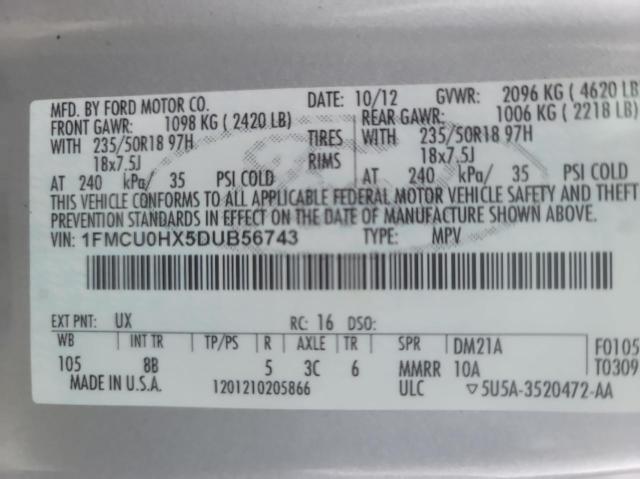 MFD. BY FORD MOTOR CO. DATE: 10/12 GVWR: 2096 KG ( 4620 LB)
FRONT GAWR: 1098 KG ( 2420 LB) REAR GAWR: 1006 KG ( 2218 LB)
WITH 235/50R18 97H TIRES WITH 235/50R18 97H
18x7.5J RIMS 18x7.5J
AT 240 kPa/ 35 PSI COLD AT 240 kPa/ 35 PSI COLD
THIS VEHICLE CONFORMS TO ALL APPLICABLE FEDERAL MOTOR VEHICLE SAFETY AND THEFT
PREVENTION STANDARDS IN EFFECT ON THE DATE OF MANUFACTURE SHOWN ABOVE.
VIN: 1FMCU0HX5DUB56743 TYPE: MPV
EXT PNT: UX RC: 16 DSO:
WB INT TR TP/PS R AXLE TR SPR DM21A F0105
105 8B 5 3C 6 MMRR 10A T0309
MADE IN U.S.A. 1201210205866 ULC ▽5U5A-3520472-AA